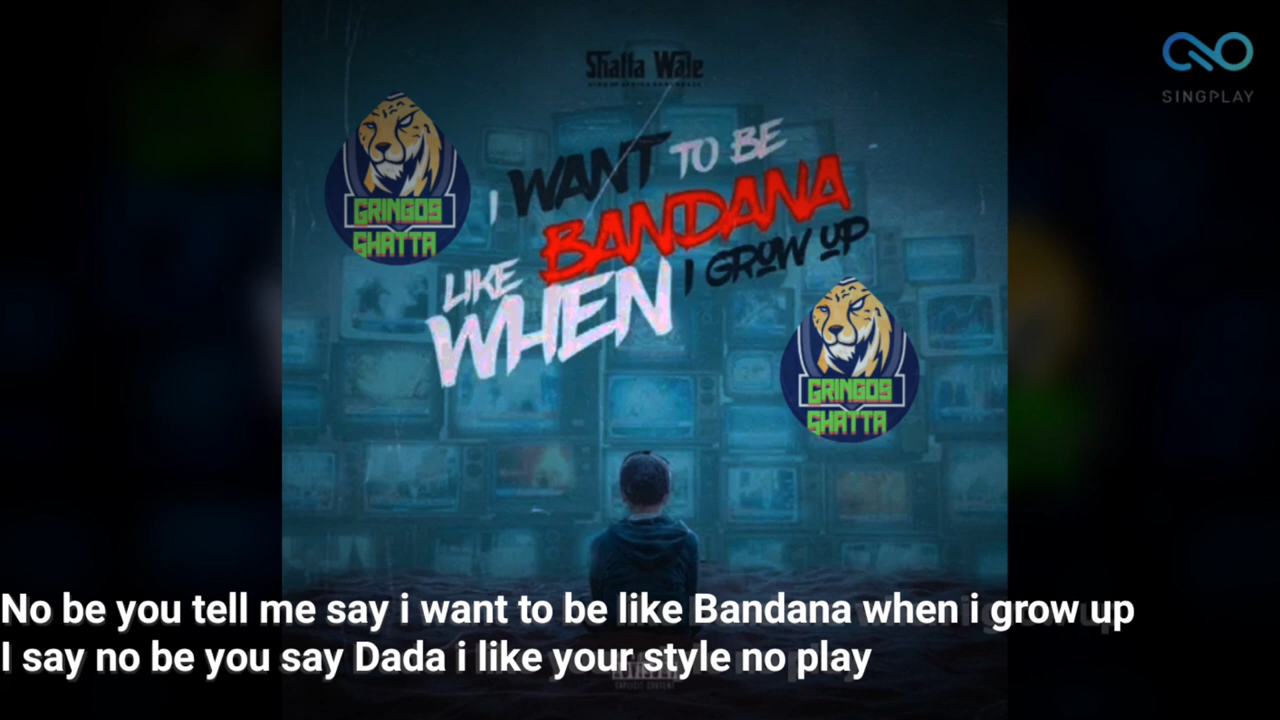 Shatta Wale
SINGPLAY
I WANT TO BE
LIKE BANDANA
WHEN I GROW UP
GRINGOS
SHATTA
GRINGOS
SHATTA
No be you tell me say i want to be like Bandana when i grow up
I say no be you say Dada i like your style no play
EXPLICIT CONTENT